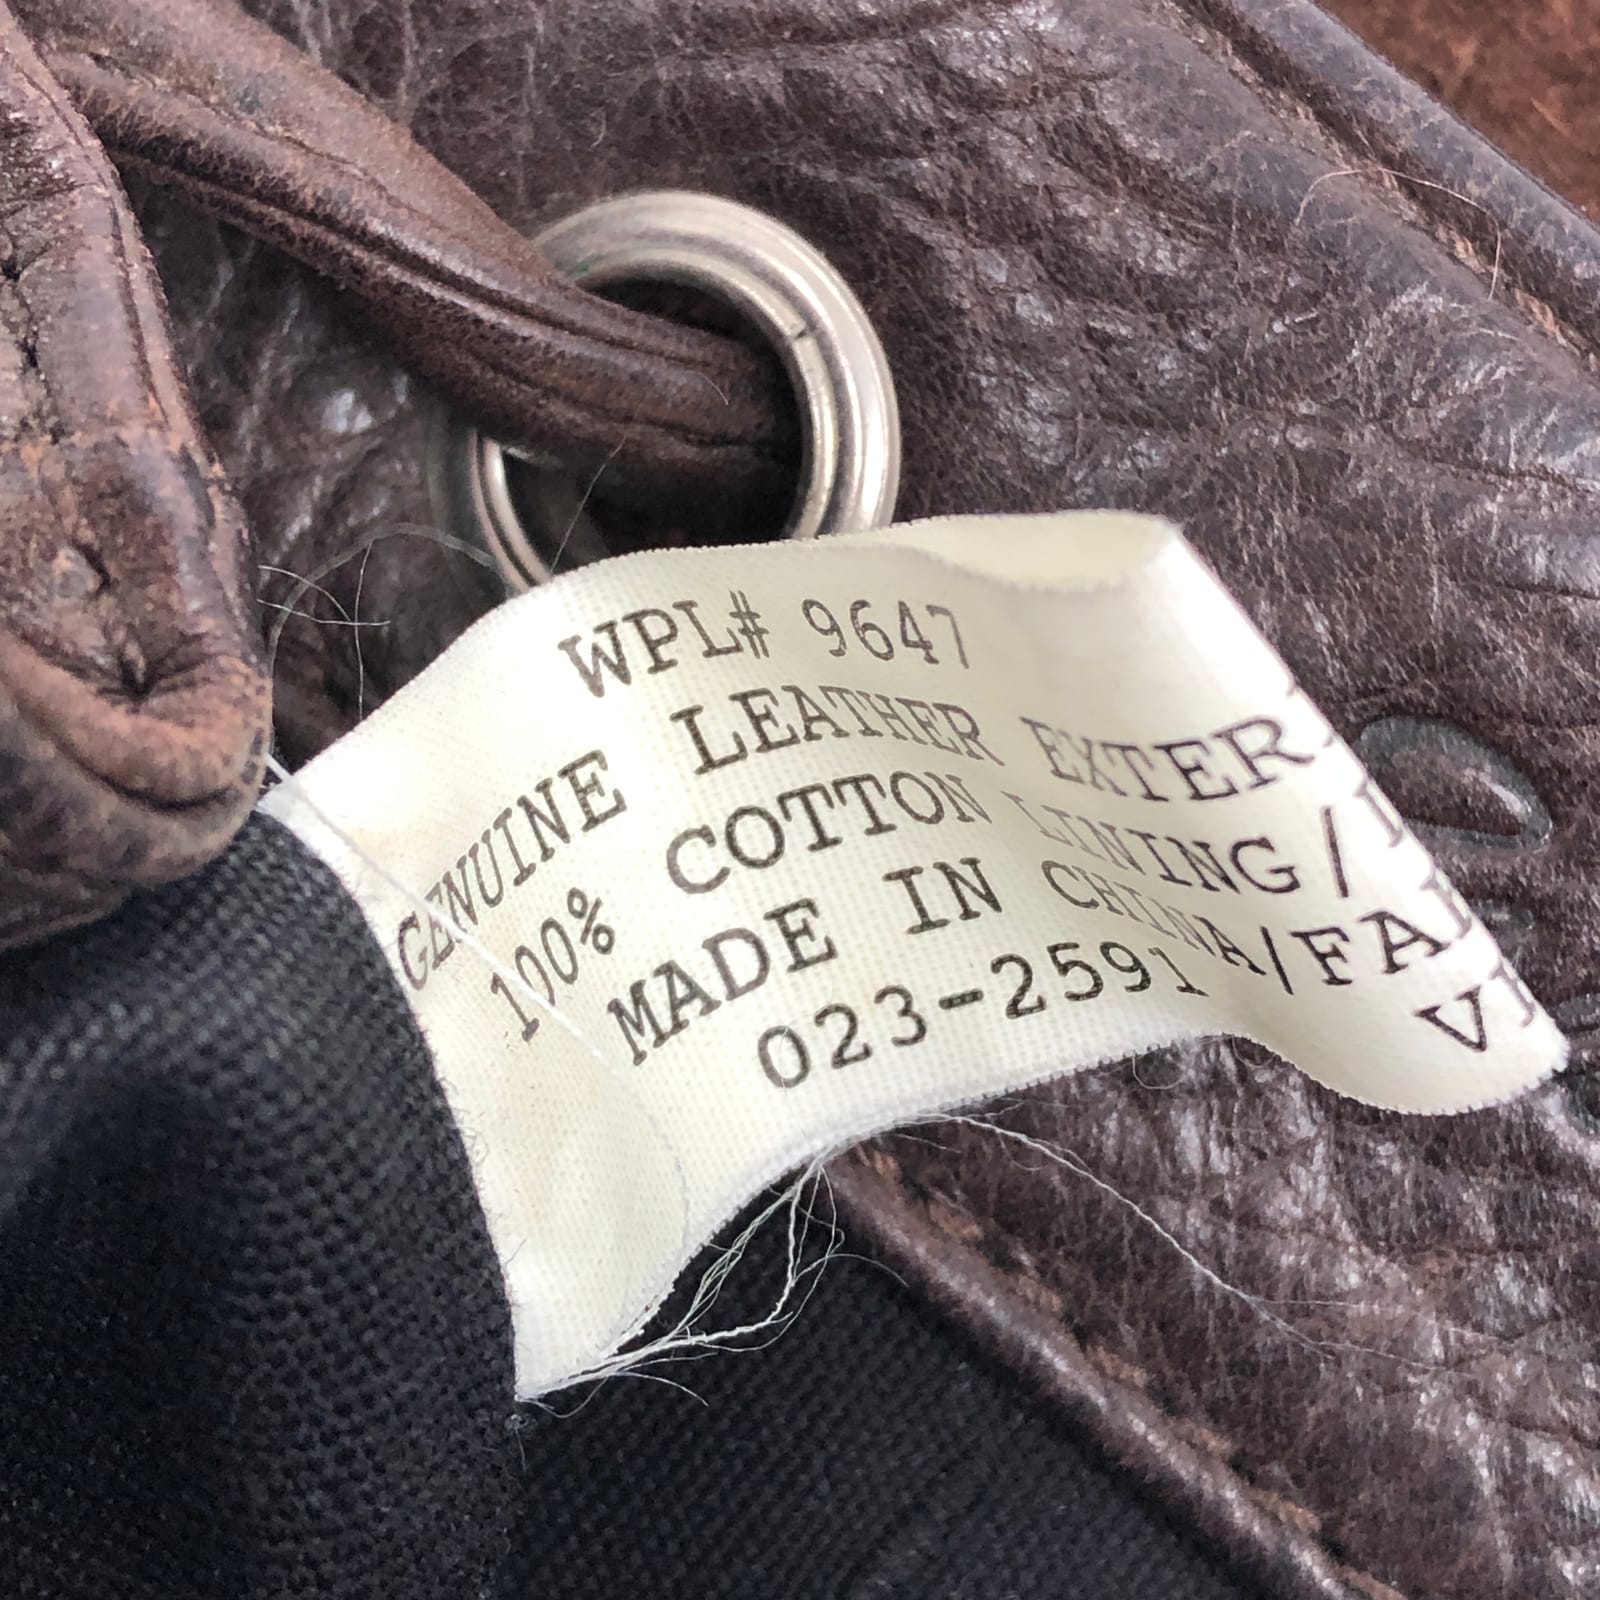 WPL# 9647
GENUINE LEATHER EXTER
100% COTTON LINING/
MADE IN CHINA/FA
023-2591